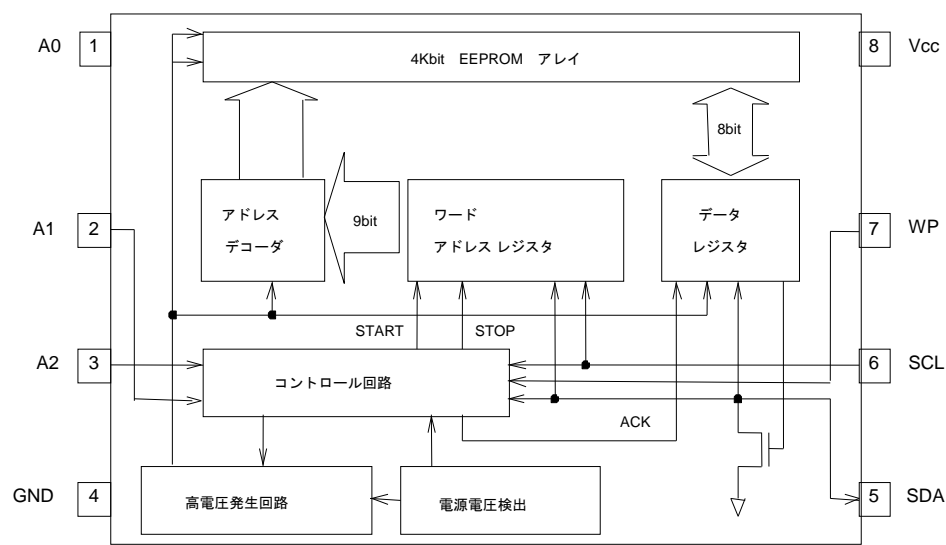 A0 1
8 Vcc
4Kbit EEPROM アレイ
8bit
アドレス
デコーダ
9bit
ワード
アドレス レジスタ
データ
レジスタ
A1 2
7 WP
START
STOP
A2 3
6 SCL
コントロール回路
ACK
GND 4
高電圧発生回路
電源電圧検出
5 SDA